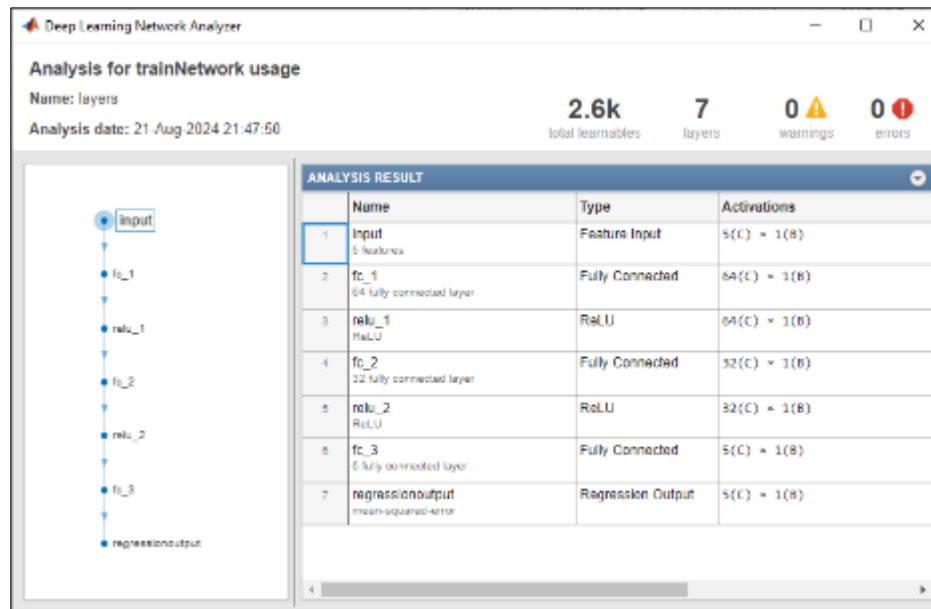 Deep Learning Network Analyzer
Analysis for trainNetwork usage
Name: layers
Analysis date: 21-Aug-2024 21:47:50
2.6k 7 0 0
total learnables layers warnings errors
input
fc_1
relu_1
fc_2
relu_2
fc_3
regressionoutput
ANALYSIS RESULT
Name Type Activations
1 input Feature Input 5(C) × 1(B)
5 features
2 fc_1 Fully Connected 64(C) × 1(B)
64 fully connected layer
3 relu_1 ReLU 64(C) × 1(B)
ReLU
4 fc_2 Fully Connected 32(C) × 1(B)
32 fully connected layer
5 relu_2 ReLU 32(C) × 1(B)
ReLU
6 fc_3 Fully Connected 5(C) × 1(B)
5 fully connected layer
7 regressionoutput Regression Output 5(C) × 1(B)
mean-squared-error